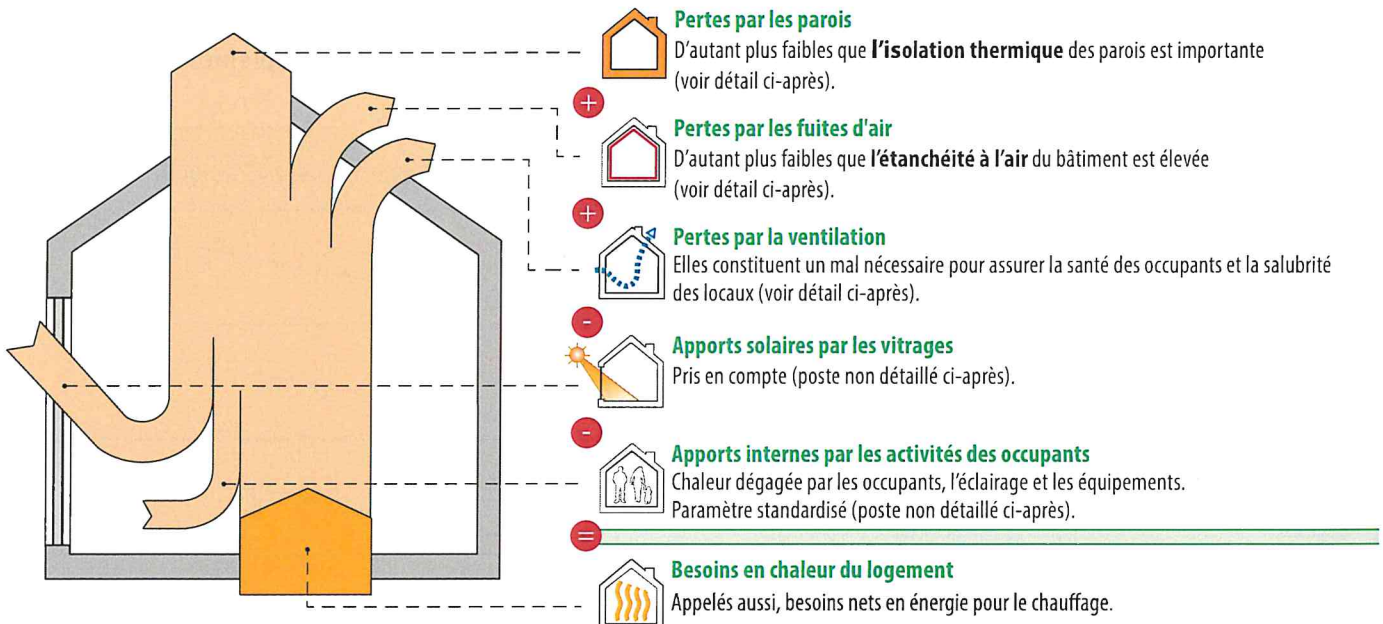 Pertes par les parois
D'autant plus faibles que l'isolation thermique des parois est importante
(voir détail ci-après).
+
Pertes par les fuites d'air
D'autant plus faibles que l'étanchéité à l'air du bâtiment est élevée
(voir détail ci-après).
+
Pertes par la ventilation
Elles constituent un mal nécessaire pour assurer la santé des occupants et la salubrité
des locaux (voir détail ci-après).
-
Apports solaires par les vitrages
Pris en compte (poste non détaillé ci-après).
-
Apports internes par les activités des occupants
Chaleur dégagée par les occupants, l'éclairage et les équipements.
Paramètre standardisé (poste non détaillé ci-après).
=
Besoins en chaleur du logement
Appelés aussi, besoins nets en énergie pour le chauffage.